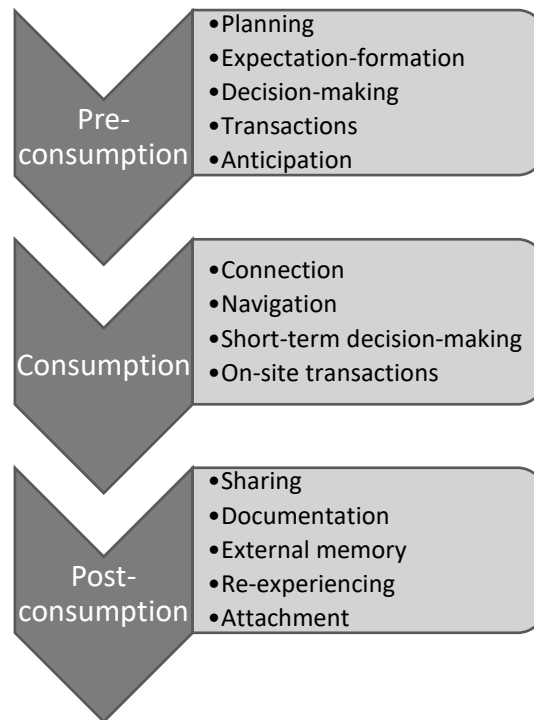 Pre-
consumption
•Planning
•Expectation-formation
•Decision-making
•Transactions
•Anticipation
Consumption
•Connection
•Navigation
•Short-term decision-making
•On-site transactions
Post-
consumption
•Sharing
•Documentation
•External memory
•Re-experiencing
•Attachment